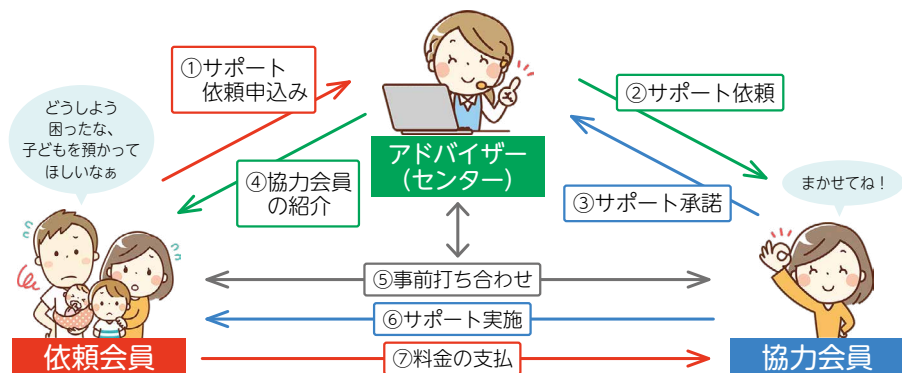 ①サポート
依頼申込み
②サポート依頼
どうしよう
困ったな、
子どもを預かって
ほしいなぁ
アドバイザー
(センター)
④協力会員
の紹介
③サポート承諾
まかせてね！
⑤事前打ち合わせ
⑥サポート実施
⑦料金の支払
依頼会員
協力会員